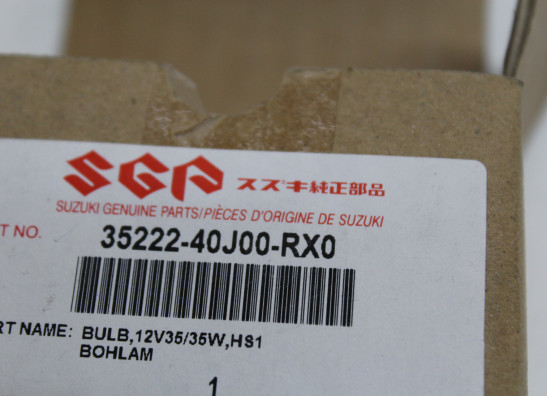 SGP スズキ純正部品
SUZUKI GENUINE PARTS/PIÈCES D'ORIGINE DE SUZUKI
T NO. 35222-40J00-RX0
RT NAME: BULB,12V35/35W,HS1
BOHLAM
1